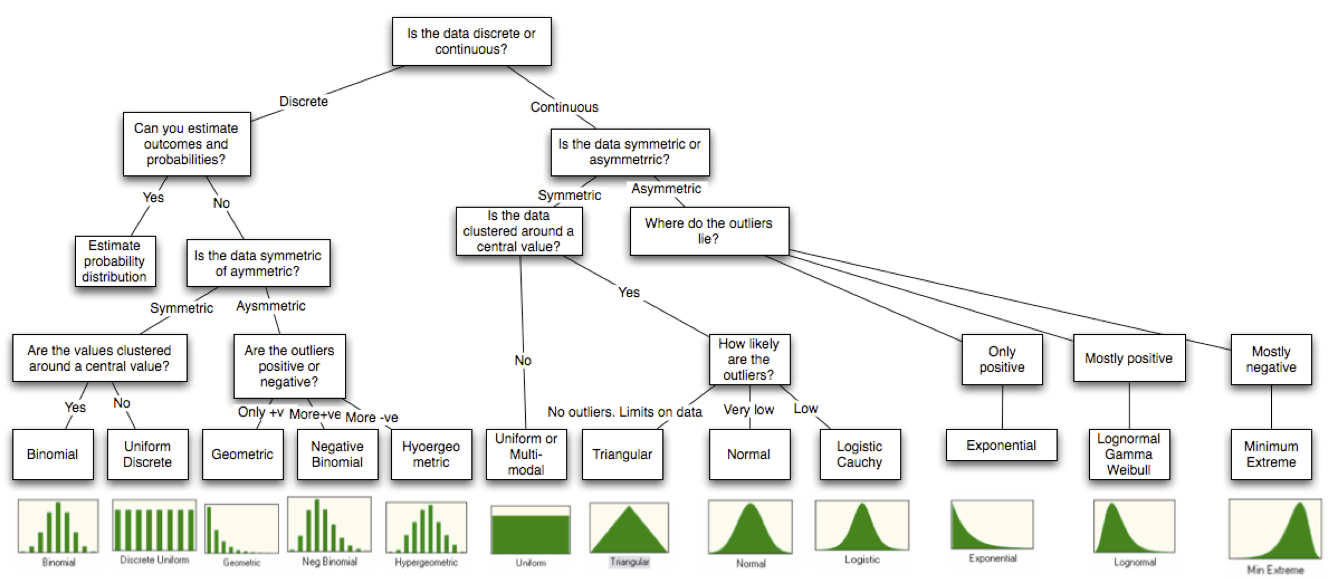 Is the data discrete or
continuous?
Discrete
Continuous
Can you estimate
outcomes and
probabilities?
Is the data symmetric or
asymmetrric?
Yes
No
Symmetric
Asymmetric
Estimate
probability
distribution
Is the data symmetric
of aymmetric?
Is the data
clustered around a
central value?
Where do the outliers
lie?
Symmetric
Aysmmetric
Yes
No
Are the values clustered
around a central value?
Are the outliers
positive or
negative?
How likely
are the
outliers?
Only
positive
Mostly positive
Mostly
negative
Yes
No
Only +v
More+ve
More -ve
No outliers. Limits on data
Very low
Low
Binomial
Uniform
Discrete
Geometric
Negative
Binomial
Hyoergeo
metric
Uniform or
Multi-
modal
Triangular
Normal
Logistic
Cauchy
Exponential
Lognormal
Gamma
Weibull
Minimum
Extreme
Binomial
Discrete Uniform
Geometric
Neg Binomial
Hypergeometric
Uniform
Triangular
Normal
Logistic
Exponential
Lognormal
Min Extreme